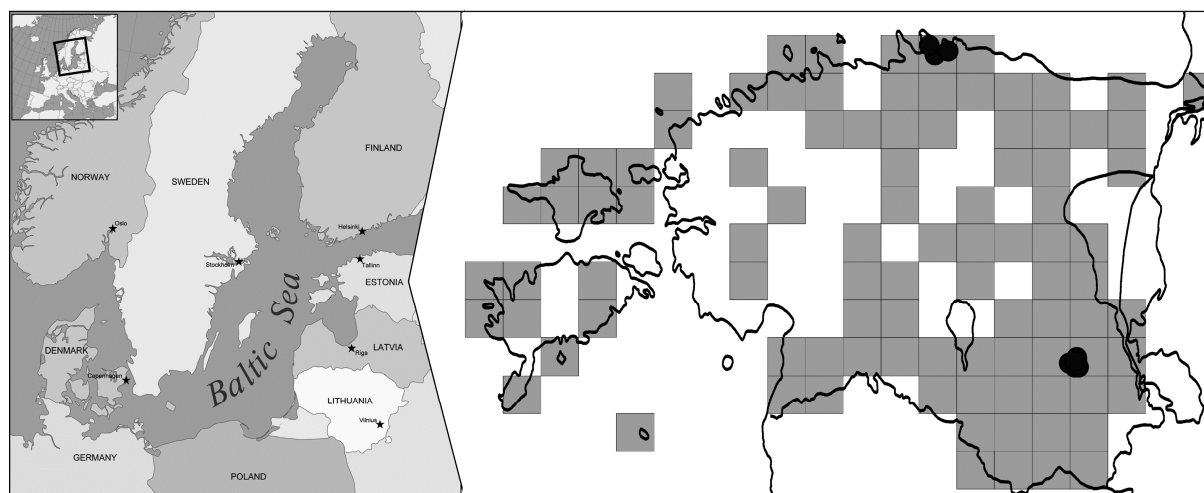 FINLAND
NORWAY
SWEDEN
Oslo
Helsinki
Stockholm
Tallinn
ESTONIA
Baltic Sea
DENMARK
LATVIA
Riga
Copenhagen
LITHUANIA
Vilnius
GERMANY
POLAND